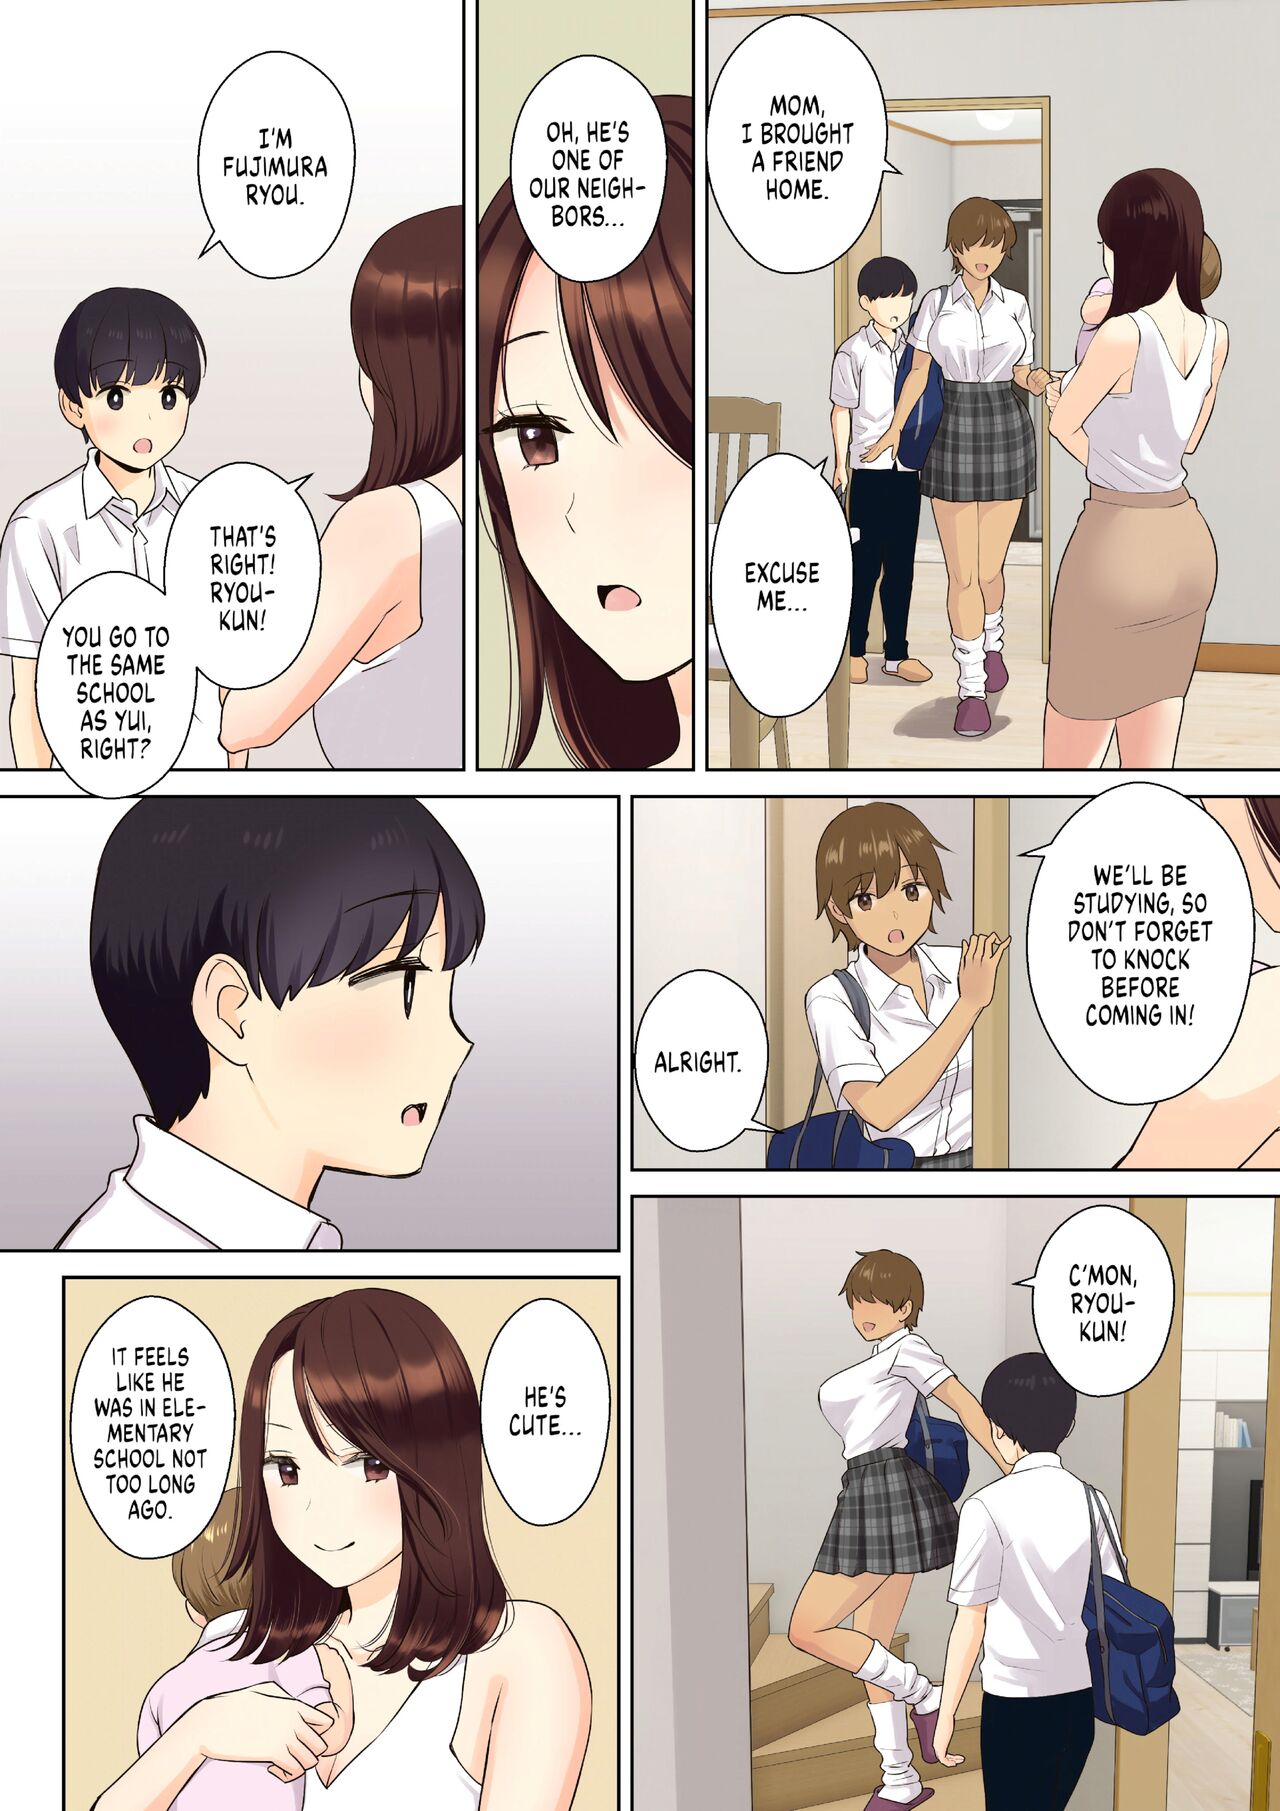 MOM,
I BROUGHT
A FRIEND
HOME.
EXCUSE
ME...
OH, HE'S
ONE OF
OUR NEIGH-
BORS...
I'M
FUJIMURA
RYOU.
THAT'S
RIGHT!
RYOU-
KUN!
YOU GO TO
THE SAME
SCHOOL
AS YUI,
RIGHT?
WE'LL BE
STUDYING, SO
DON'T FORGET
TO KNOCK
BEFORE
COMING IN!
ALRIGHT.
C'MON,
RYOU-
KUN!
HE'S
CUTE...
IT FEELS
LIKE HE
WAS IN ELE-
MENTARY
SCHOOL NOT
TOO LONG
AGO.